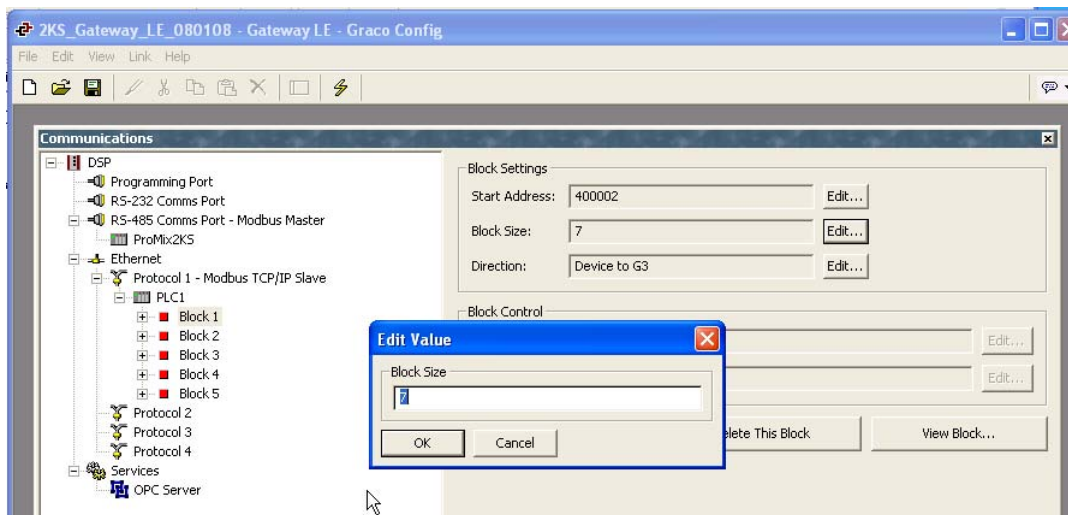 2KS_Gateway_LE_080108 - Gateway LE - Graco Config
File Edit View Link Help
Communications
DSP
Programming Port
RS-232 Comms Port
RS-485 Comms Port - Modbus Master
ProMix2KS
Ethernet
Protocol 1 - Modbus TCP/IP Slave
PLC1
Block 1
Block 2
Block 3
Block 4
Block 5
Protocol 2
Protocol 3
Protocol 4
Services
OPC Server
Block Settings
Start Address: 400002 Edit...
Block Size: 7 Edit...
Direction: Device to G3 Edit...
Block Control
Edit...
Edit...
This Block View Block...
Edit Value
Block Size
7
OK Cancel